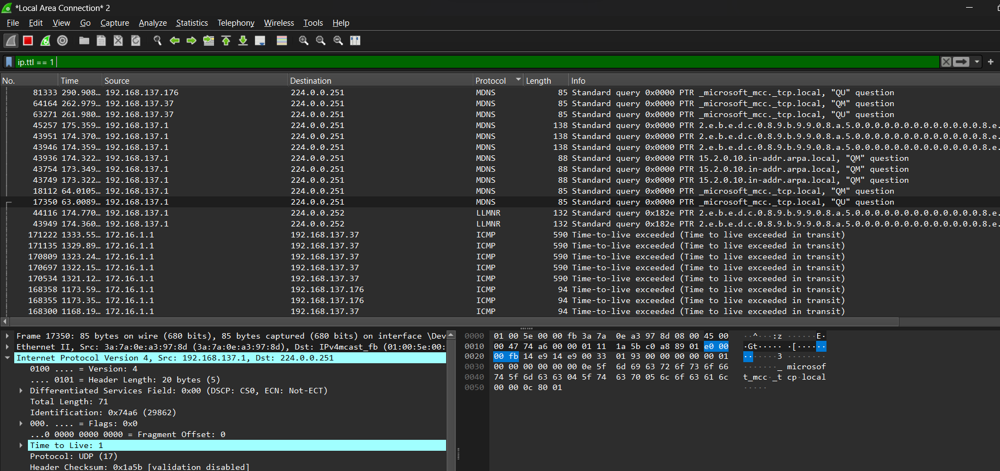 *Local Area Connection* 2
File Edit View Go Capture Analyze Statistics Telephony Wireless Tools Help
ip.ttl == 1
No. Time Source Destination Protocol Length Info
81333 290.908… 192.168.137.176 224.0.0.251 MDNS 85 Standard query 0x0000 PTR _microsoft_mcc._tcp.local, "QU" question
64164 262.979… 192.168.137.37 224.0.0.251 MDNS 85 Standard query 0x0000 PTR _microsoft_mcc._tcp.local, "QM" question
63271 261.980… 192.168.137.37 224.0.0.251 MDNS 85 Standard query 0x0000 PTR _microsoft_mcc._tcp.local, "QU" question
45257 175.359… 192.168.137.1 224.0.0.251 MDNS 138 Standard query 0x0000 PTR 2.e.b.e.d.c.0.8.9.b.9.9.0.8.a.5.0.0.0.0.0.0.0.0.0.0.0.0.0.8.e.
43951 174.370… 192.168.137.1 224.0.0.251 MDNS 138 Standard query 0x0000 PTR 2.e.b.e.d.c.0.8.9.b.9.9.0.8.a.5.0.0.0.0.0.0.0.0.0.0.0.0.0.8.e.
43946 174.359… 192.168.137.1 224.0.0.251 MDNS 138 Standard query 0x0000 PTR 2.e.b.e.d.c.0.8.9.b.9.9.0.8.a.5.0.0.0.0.0.0.0.0.0.0.0.0.0.8.e.
43936 174.322… 192.168.137.1 224.0.0.251 MDNS 88 Standard query 0x0000 PTR 15.2.0.10.in-addr.arpa.local, "QM" question
43754 173.349… 192.168.137.1 224.0.0.251 MDNS 88 Standard query 0x0000 PTR 15.2.0.10.in-addr.arpa.local, "QM" question
43749 173.322… 192.168.137.1 224.0.0.251 MDNS 88 Standard query 0x0000 PTR 15.2.0.10.in-addr.arpa.local, "QM" question
18112 64.0105… 192.168.137.1 224.0.0.251 MDNS 85 Standard query 0x0000 PTR _microsoft_mcc._tcp.local, "QM" question
17350 63.0089… 192.168.137.1 224.0.0.251 MDNS 85 Standard query 0x0000 PTR _microsoft_mcc._tcp.local, "QU" question
44116 174.770… 192.168.137.1 224.0.0.252 LLMNR 132 Standard query 0x182e PTR 2.e.b.e.d.c.0.8.9.b.9.9.0.8.a.5.0.0.0.0.0.0.0.0.0.0.0.0.0.8.e.
43949 174.360… 192.168.137.1 224.0.0.252 LLMNR 132 Standard query 0x182e PTR 2.e.b.e.d.c.0.8.9.b.9.9.0.8.a.5.0.0.0.0.0.0.0.0.0.0.0.0.0.8.e.
171222 1333.55… 172.16.1.1 192.168.137.37 ICMP 590 Time-to-live exceeded (Time to live exceeded in transit)
171135 1329.89… 172.16.1.1 192.168.137.37 ICMP 590 Time-to-live exceeded (Time to live exceeded in transit)
170809 1323.24… 172.16.1.1 192.168.137.37 ICMP 590 Time-to-live exceeded (Time to live exceeded in transit)
170697 1322.15… 172.16.1.1 192.168.137.37 ICMP 590 Time-to-live exceeded (Time to live exceeded in transit)
170534 1321.12… 172.16.1.1 192.168.137.37 ICMP 590 Time-to-live exceeded (Time to live exceeded in transit)
168358 1173.59… 172.16.1.1 192.168.137.176 ICMP 94 Time-to-live exceeded (Time to live exceeded in transit)
168355 1173.35… 172.16.1.1 192.168.137.176 ICMP 94 Time-to-live exceeded (Time to live exceeded in transit)
168300 1168.19… 172.16.1.1 192.168.137.37 ICMP 94 Time-to-live exceeded (Time to live exceeded in transit)
Frame 17350: 85 bytes on wire (680 bits), 85 bytes captured (680 bits) on interface \Dev
Ethernet II, Src: 3a:7a:0e:a3:97:8d (3a:7a:0e:a3:97:8d), Dst: IPv4mcast_fb (01:00:5e:00:
Internet Protocol Version 4, Src: 192.168.137.1, Dst: 224.0.0.251
0100 .... = Version: 4
.... 0101 = Header Length: 20 bytes (5)
Differentiated Services Field: 0x00 (DSCP: CS0, ECN: Not-ECT)
Total Length: 71
Identification: 0x74a6 (29862)
000. .... = Flags: 0x0
...0 0000 0000 0000 = Fragment Offset: 0
Time to Live: 1
Protocol: UDP (17)
Header Checksum: 0x1a5b [validation disabled]
0000 01 00 5e 00 00 fb 3a 7a 0e a3 97 8d 08 00 45 00 ··^···:z ······E·
0010 00 47 74 a6 00 00 01 11 1a 5b c0 a8 89 01 e0 00 ·Gt····· ·[······
0020 00 fb 14 e9 14 e9 00 33 01 93 00 00 00 00 00 01 ·······3 ········
0030 00 00 00 00 00 00 0e 5f 6d 69 63 72 6f 73 6f 66 ·······_ microsof
0040 74 5f 6d 63 63 04 5f 74 63 70 05 6c 6f 63 61 6c t_mcc·_t cp·local
0050 00 00 0c 80 01 ·····